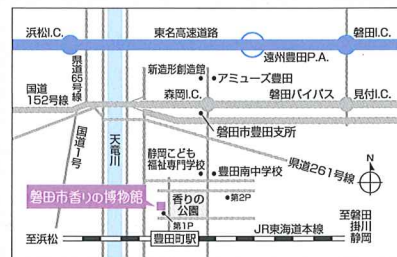 浜松I.C.
東名高速道路
磐田I.C.
遠州豊田P.A.
県道65号線
新造形創造館
アミューズ豊田
国道
152号線
森岡I.C.
磐田バイパス
見付I.C.
磐田市豊田支所
国道1号
天竜川
静岡こども
福祉専門学校
豊田南中学校
県道261号線
N
磐田市香りの博物館
香りの
公園
第2P
第1P
至浜松
豊田町駅
JR東海道本線
至磐田
掛川
静岡